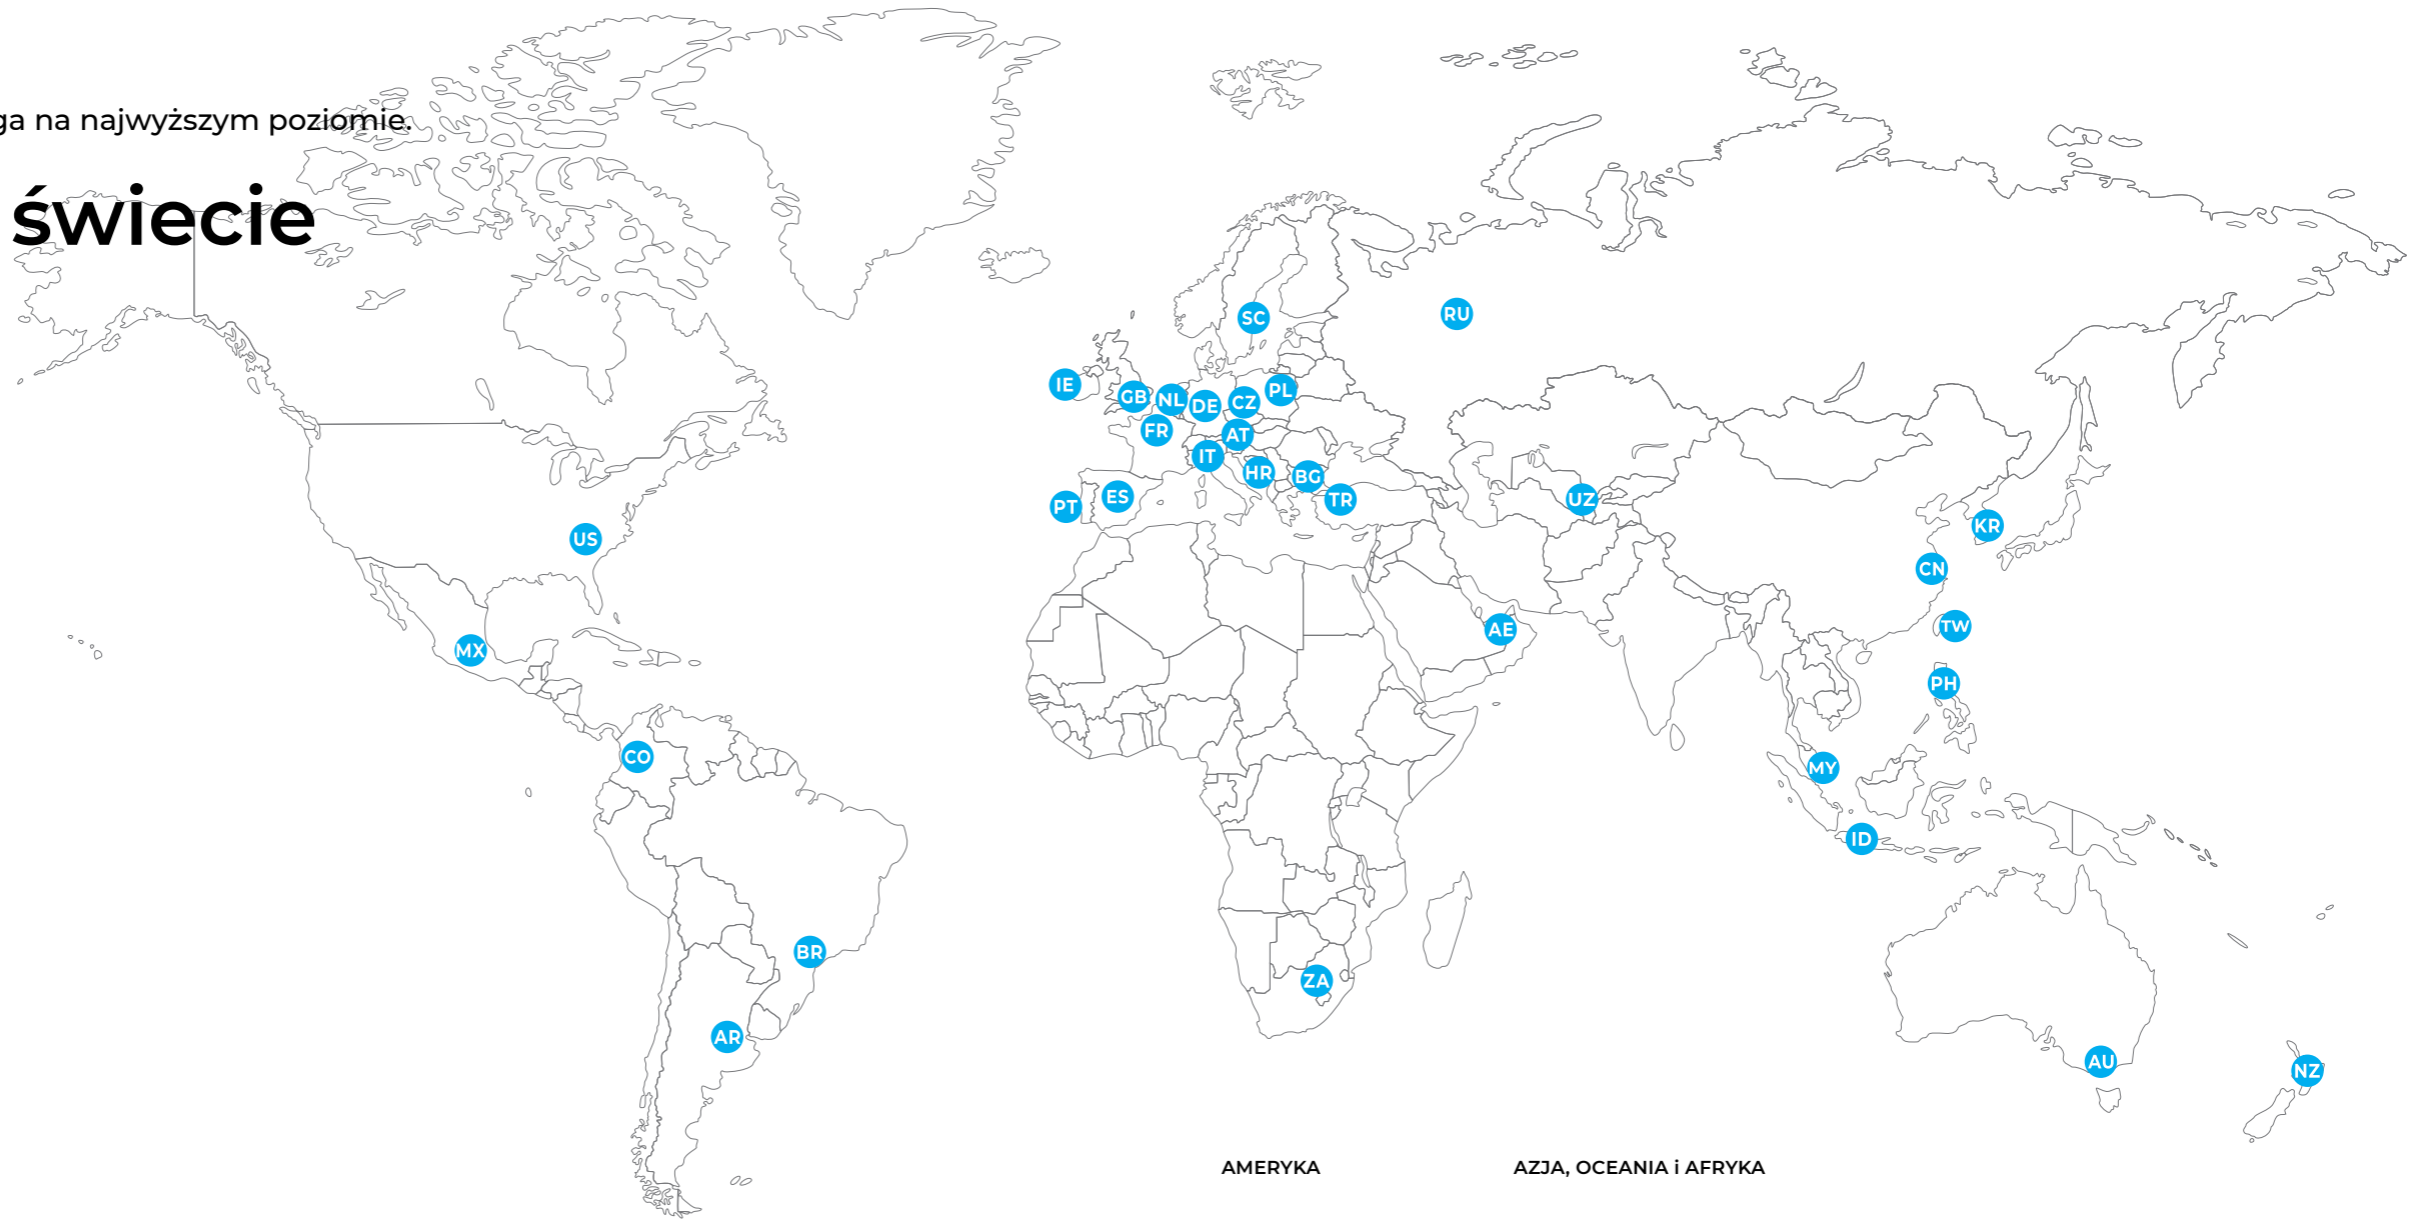 ga na najwyższym poziomie.
świecie
SC
RU
IE
GB
NL
DE
CZ
PL
FR
AT
IT
HR
BG
PT
ES
TR
UZ
US
KR
CN
MX
AE
TW
PH
CO
MY
ID
BR
ZA
AR
AU
NZ
AMERYKA
AZJA, OCEANIA i AFRYKA